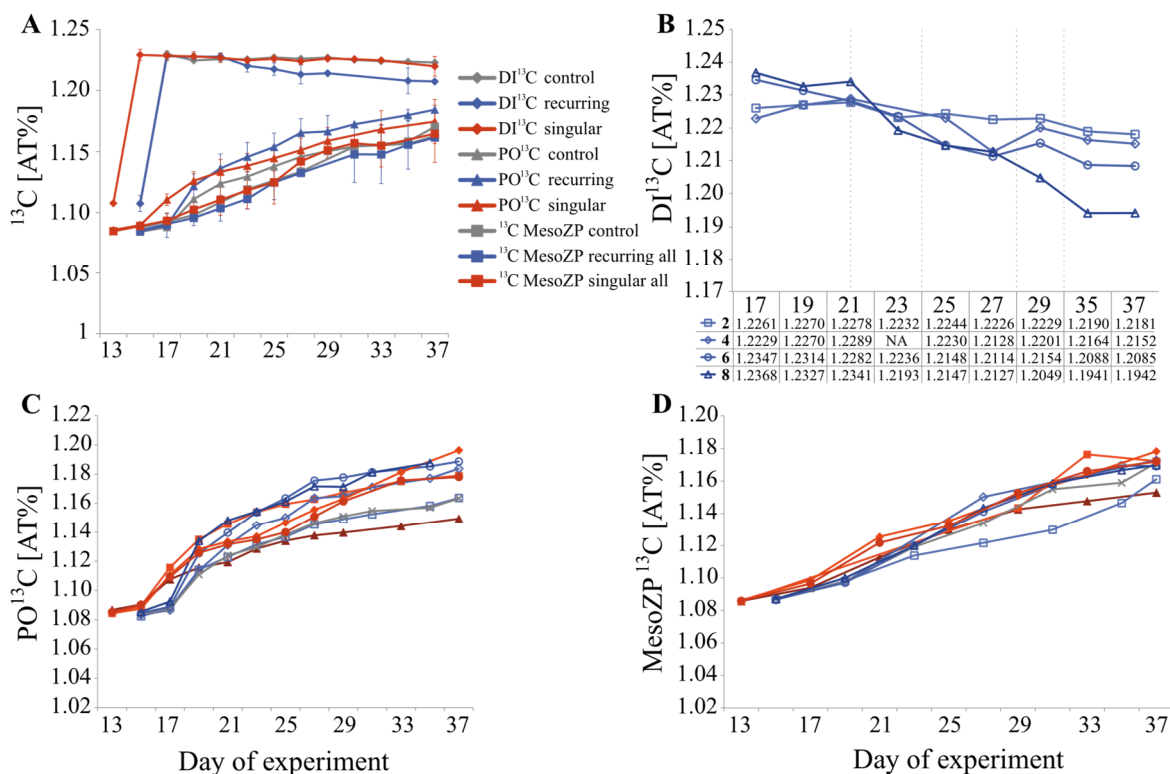 A
1.25
1.20
1.15
1.10
1.05
1
¹³C [AT%]
13 17 21 25 29 33 37
DI¹³C control
DI¹³C recurring
DI¹³C singular
PO¹³C control
PO¹³C recurring
PO¹³C singular
¹³C MesoZP control
¹³C MesoZP recurring all
¹³C MesoZP singular all
B
1.25
1.24
1.23
1.22
1.21
1.20
1.19
1.18
1.17
DI¹³C [AT%]
17 19 21 23 25 27 29 35 37
2 1.2261 1.2270 1.2278 1.2232 1.2244 1.2226 1.2229 1.2190 1.2181
4 1.2229 1.2270 1.2289 NA 1.2230 1.2128 1.2201 1.2164 1.2152
6 1.2347 1.2314 1.2282 1.2236 1.2148 1.2114 1.2154 1.2088 1.2085
8 1.2368 1.2327 1.2341 1.2193 1.2147 1.2127 1.2049 1.1941 1.1942
C
1.22
1.20
1.18
1.16
1.14
1.12
1.10
1.08
1.06
1.04
1.02
PO¹³C [AT%]
13 17 21 25 29 33 37
Day of experiment
D
1.20
1.18
1.16
1.14
1.12
1.10
1.08
1.06
1.04
1.02
MesoZP ¹³C [AT%]
13 17 21 25 29 33 37
Day of experiment